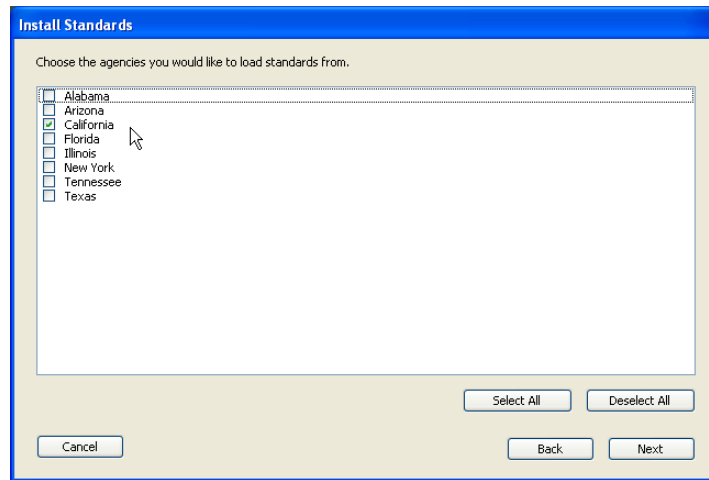 Install Standards
Choose the agencies you would like to load standards from.
Alabama
Arizona
California
Florida
Illinois
New York
Tennessee
Texas
Select All
Deselect All
Cancel
Back
Next